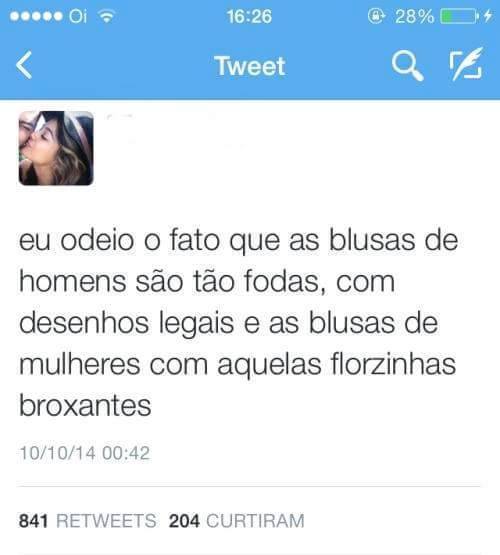 Oi 16:26 28%
Tweet
eu odeio o fato que as blusas de
homens são tão fodas, com
desenhos legais e as blusas de
mulheres com aquelas florzinhas
broxantes
10/10/14 00:42
841 RETWEETS 204 CURTIRAM